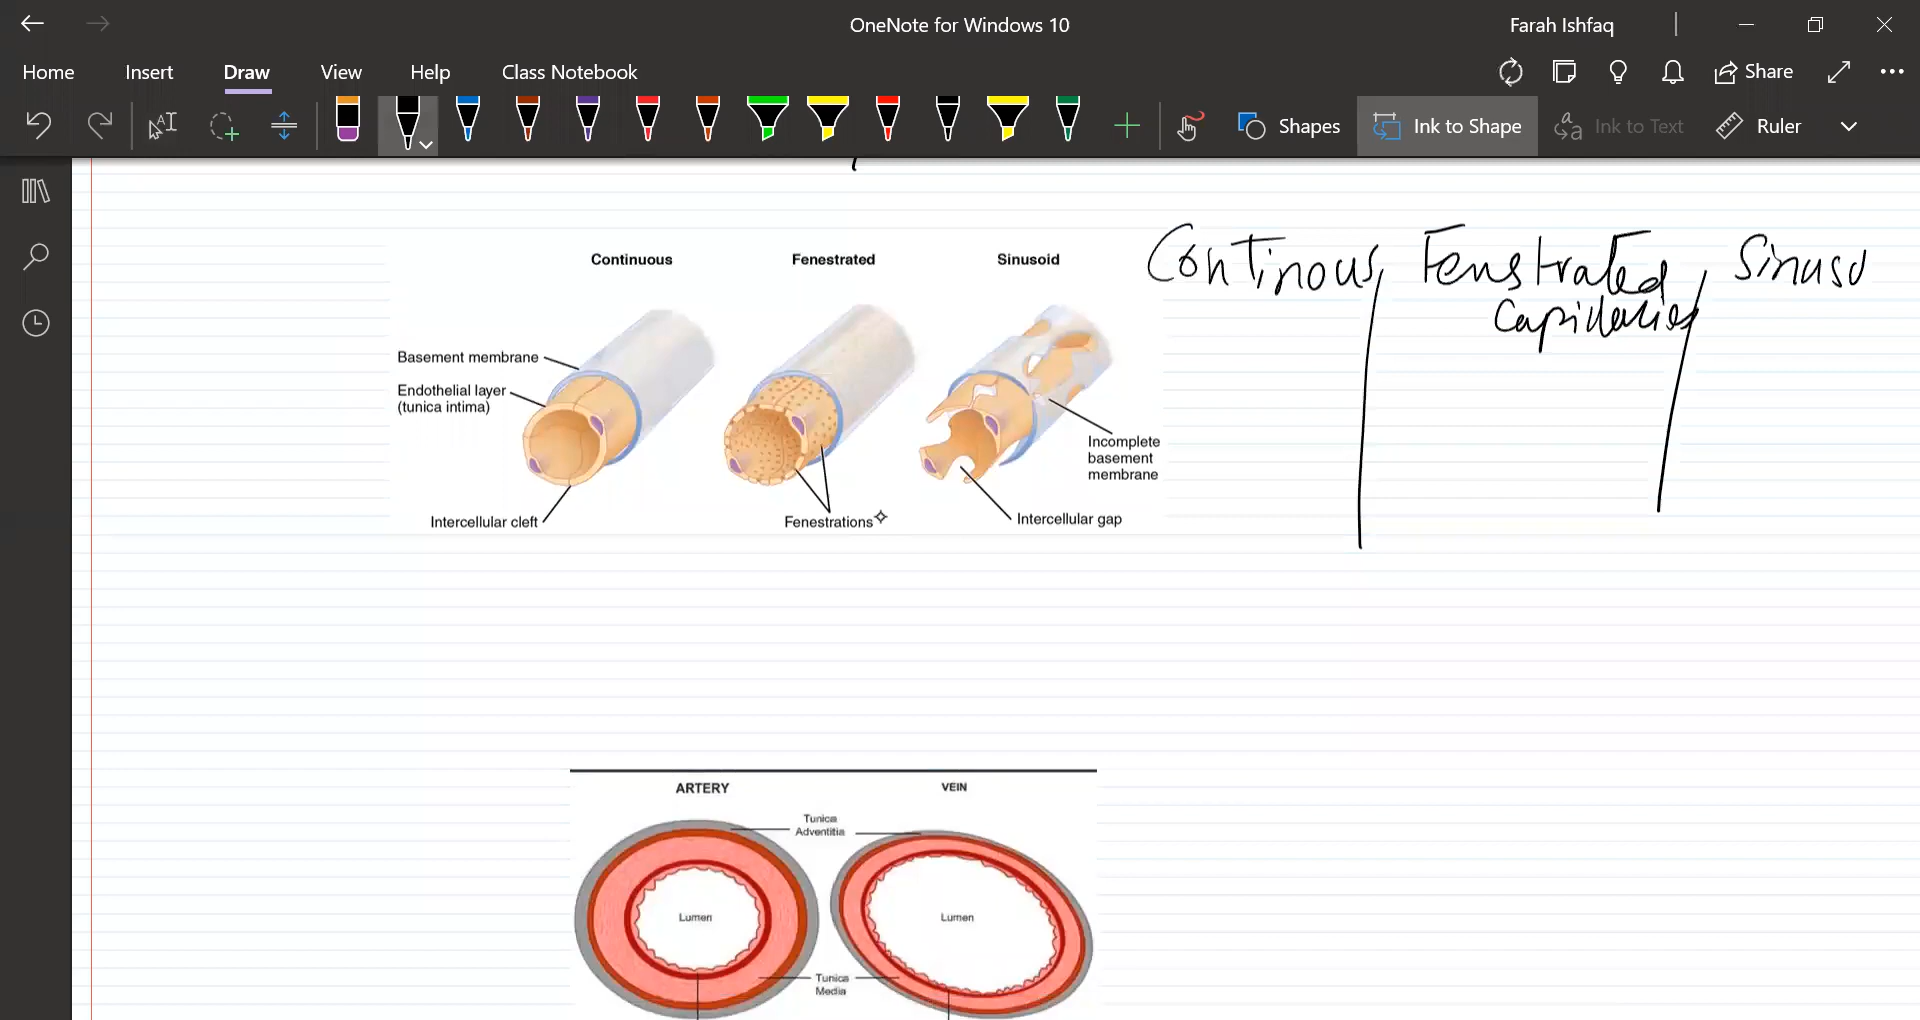 OneNote for Windows 10
Farah Ishfaq
Home Insert Draw View Help Class Notebook
Share
Shapes Ink to Shape Ink to Text Ruler
Continuous Fenestrated Sinusoid
Basement membrane
Endothelial layer
(tunica intima)
Intercellular cleft
Fenestrations
Incomplete
basement
membrane
Intercellular gap
Continous, Fenstrated, Sinuso
Capillaries
ARTERY VEIN
Tunica
Adventitia
Lumen Lumen
Tunica
Media